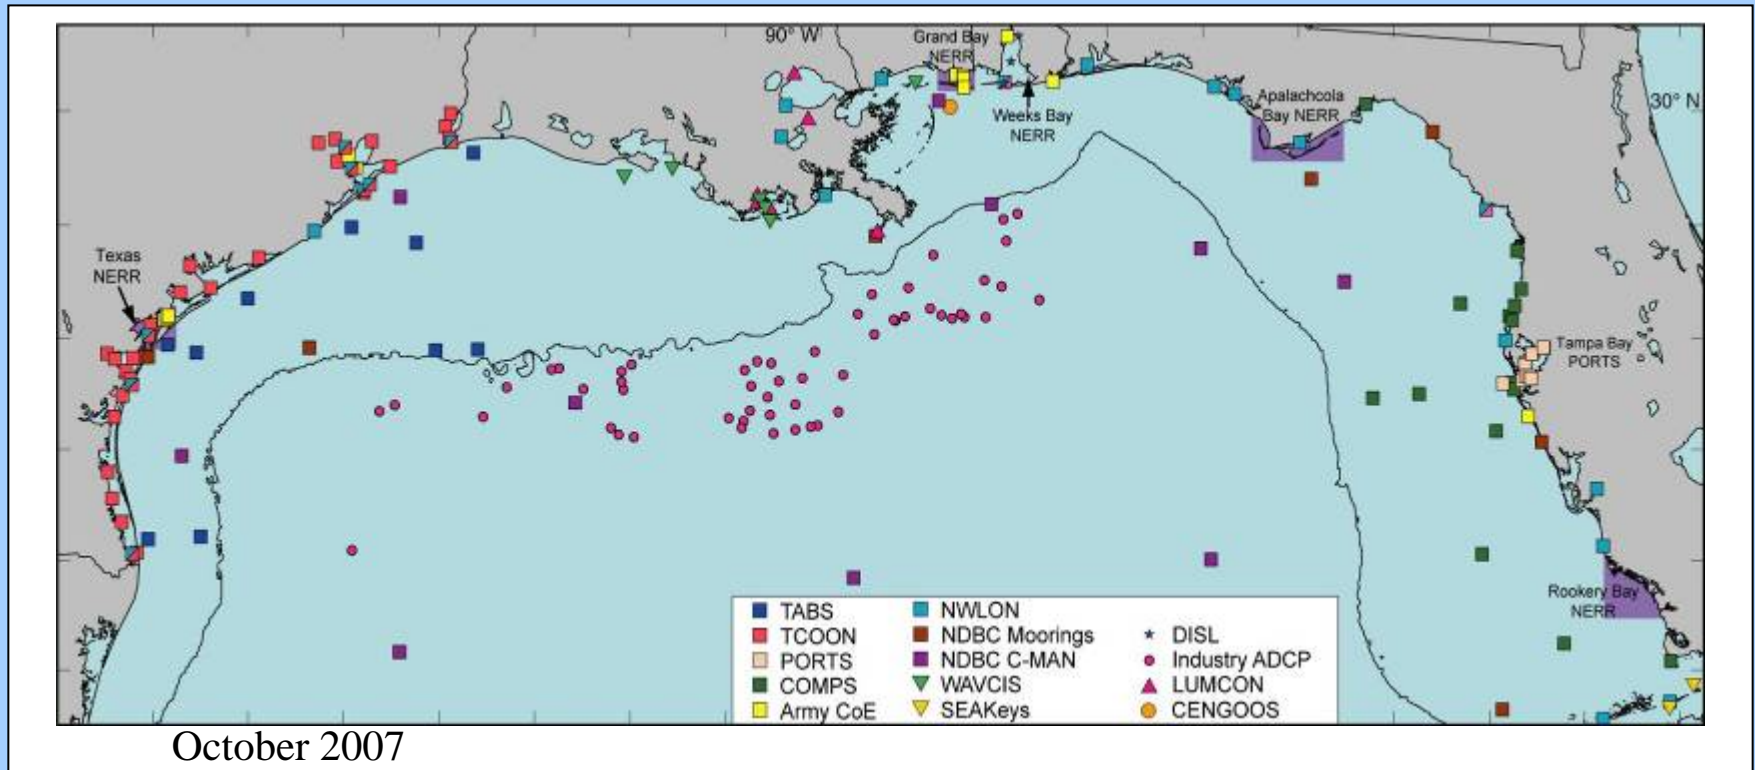 90° W
Grand Bay
NERR
Weeks Bay
NERR
Apalachcola
Bay NERR
30° N
Texas
NERR
Tampa Bay
PORTS
Rookery Bay
NERR
TABS
TCOON
PORTS
COMPS
Army CoE
NWLON
NDBC Moorings
NDBC C-MAN
WAVCIS
SEAKeys
DISL
Industry ADCP
LUMCON
CENGOOS
October 2007